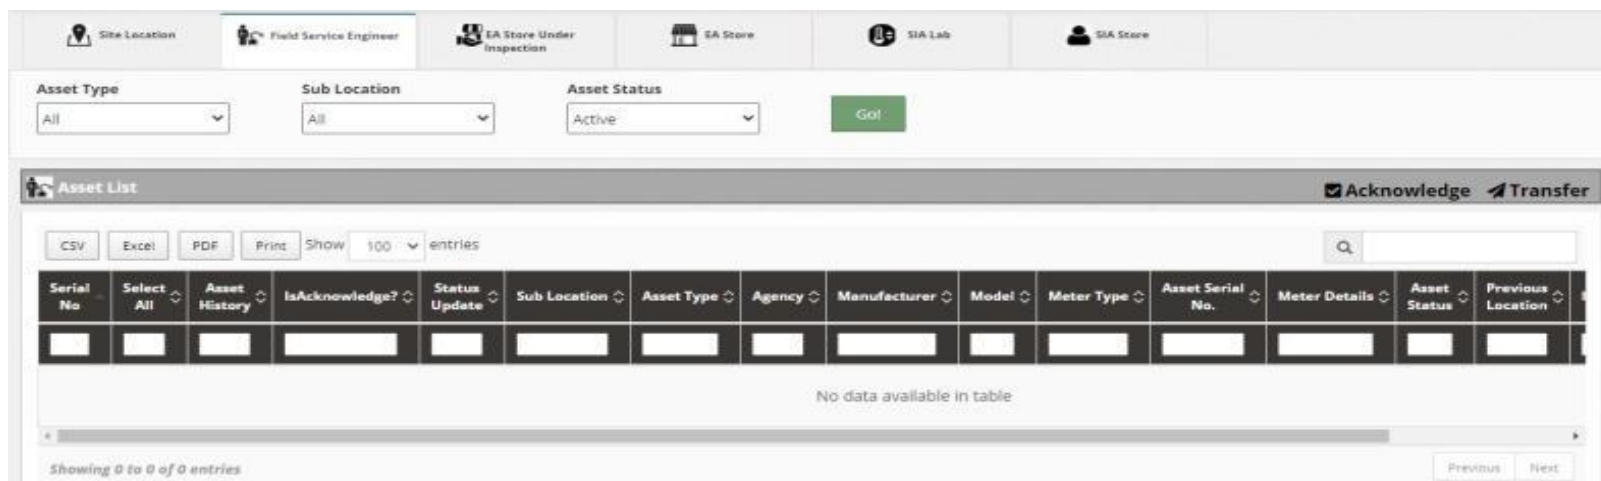 Site Location Field Service Engineer EA Store Under Inspection EA Store SIA Lab SIA Store
Asset Type Sub Location Asset Status
All All Active Go!
Asset List Acknowledge Transfer
CSV Excel PDF Print Show 100 entries
Serial No Select All Asset History IsAcknowledge? Status Update Sub Location Asset Type Agency Manufacturer Model Meter Type Asset Serial No. Meter Details Asset Status Previous Location
No data available in table
Showing 0 to 0 of 0 entries Previous Next